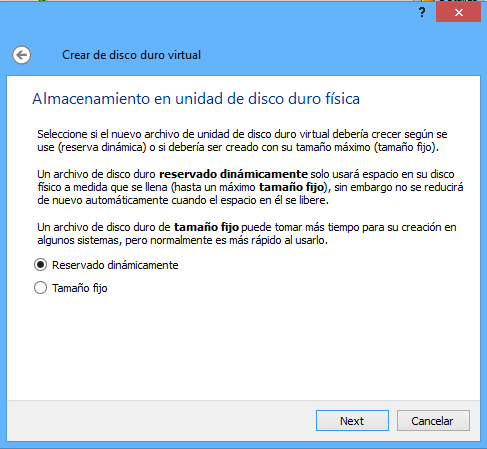 ?
Crear de disco duro virtual
Almacenamiento en unidad de disco duro física
Seleccione si el nuevo archivo de unidad de disco duro virtual debería crecer según se
use (reserva dinámica) o si debería ser creado con su tamaño máximo (tamaño fijo).
Un archivo de disco duro reservado dinámicamente solo usará espacio en su disco
físico a medida que se llena (hasta un máximo tamaño fijo), sin embargo no se reducirá
de nuevo automáticamente cuando el espacio en él se libere.
Un archivo de disco duro de tamaño fijo puede tomar más tiempo para su creación en
algunos sistemas, pero normalmente es más rápido al usarlo.
Reservado dinámicamente
Tamaño fijo
Next Cancelar